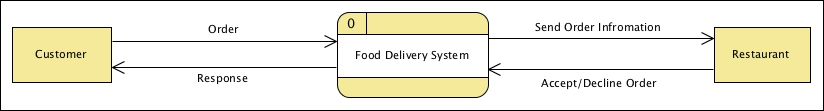 0
Order
Send Order Infromation
Customer
Food Delivery System
Restaurant
Response
Accept/Decline Order